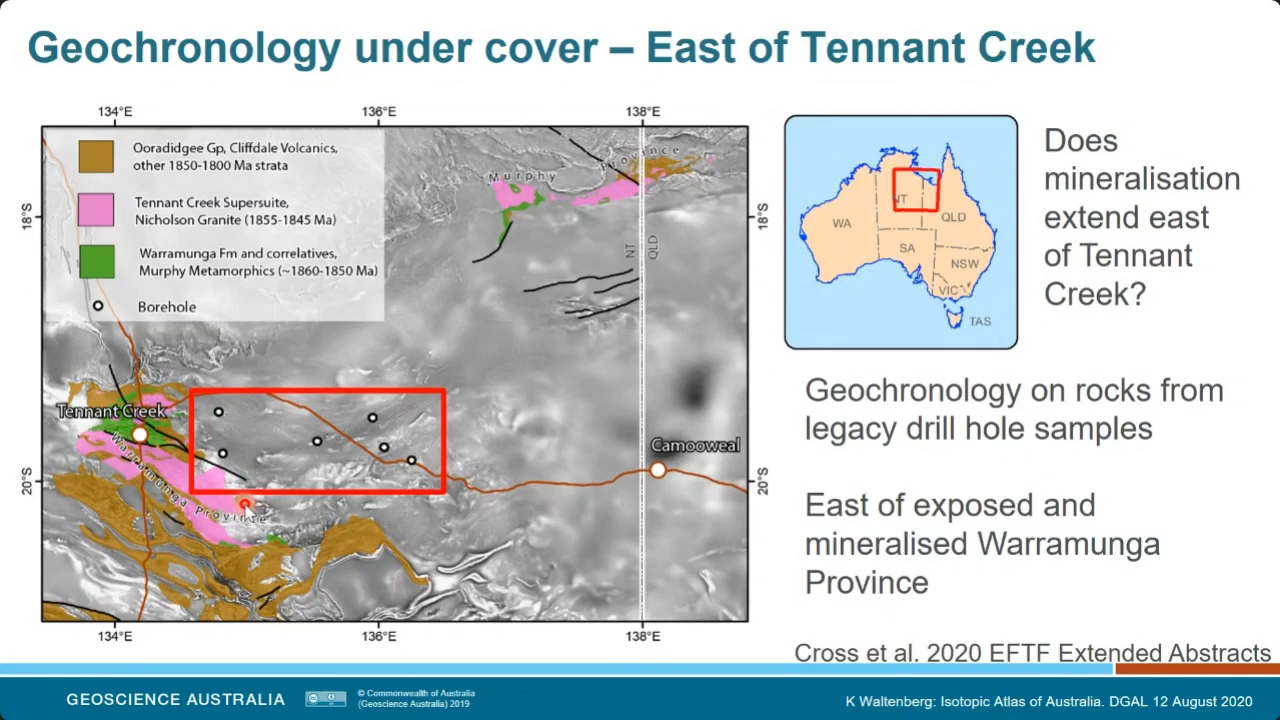 Geochronology under cover – East of Tennant Creek
134°E
136°E
138°E
Ooradidgee Gp, Cliffdale Volcanics,
other 1850-1800 Ma strata
Tennant Creek Supersuite,
Nicholson Granite (1855-1845 Ma)
Warramunga Fm and correlatives,
Murphy Metamorphics (~1860-1850 Ma)
Borehole
Murphy Province
18°S
18°S
NT
QLD
Tennant Creek
Warramunga Province
Camooweal
20°S
20°S
134°E
136°E
138°E
WA
NT
QLD
SA
NSW
VIC
TAS
Does
mineralisation
extend east
of Tennant
Creek?
Geochronology on rocks from
legacy drill hole samples
East of exposed and
mineralised Warramunga
Province
Cross et al. 2020 EFTF Extended Abstracts
GEOSCIENCE AUSTRALIA
© Commonwealth of Australia
(Geoscience Australia) 2019
K Waltenberg: Isotopic Atlas of Australia. DGAL 12 August 2020